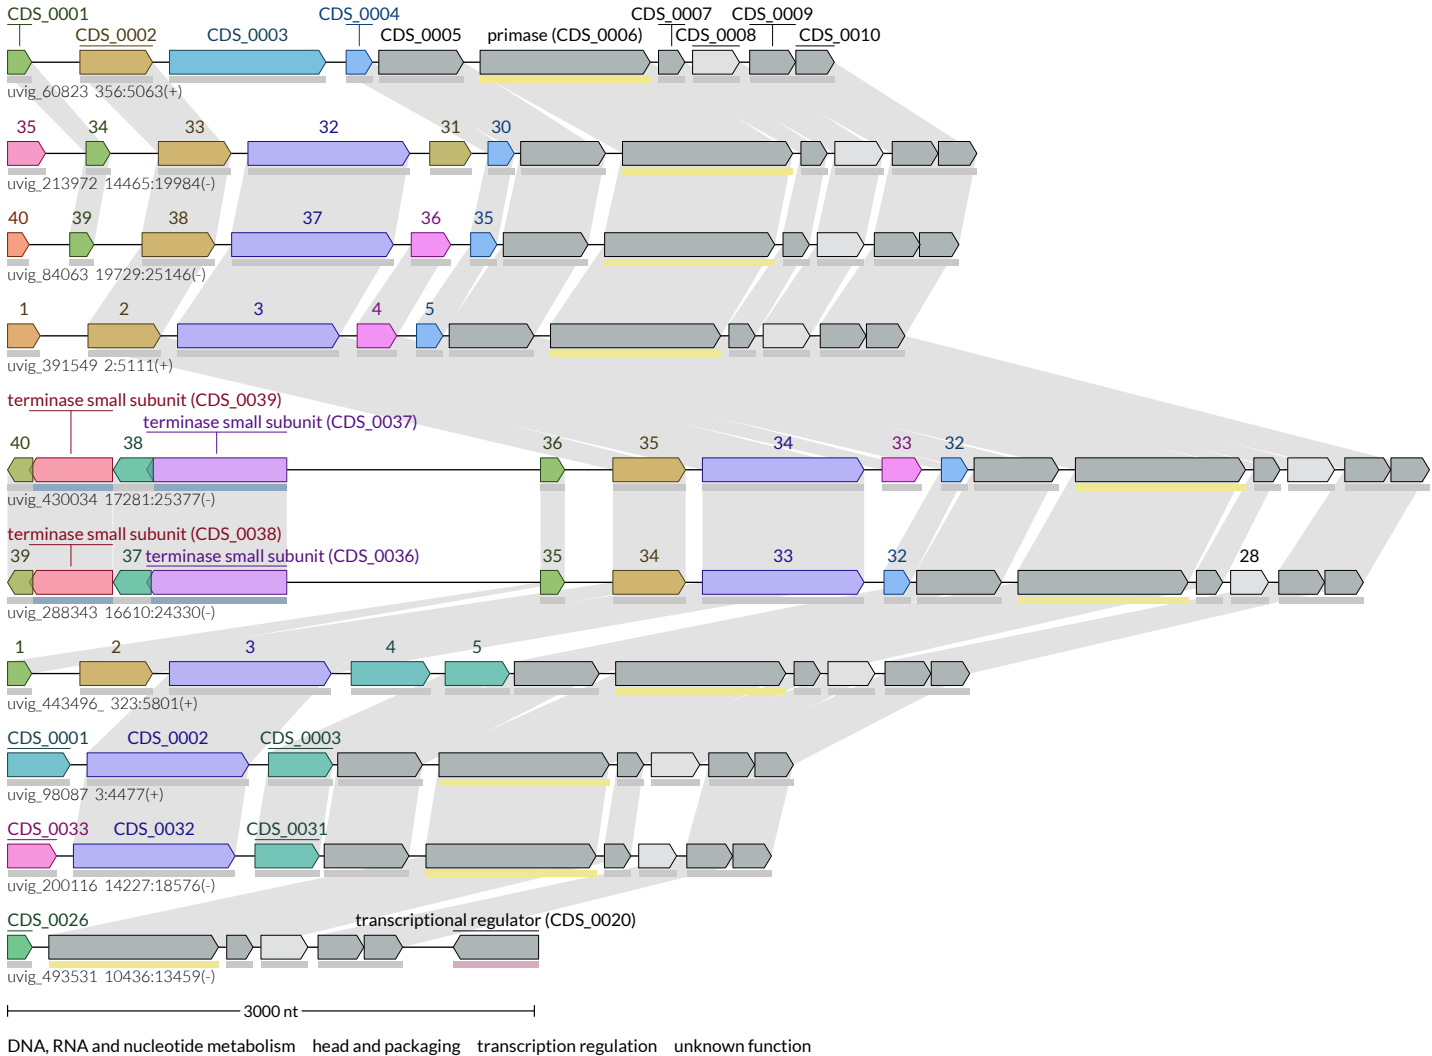 CDS_0001 CDS_0004 CDS_0007 CDS_0009
CDS_0002 CDS_0003 CDS_0005 primase (CDS_0006) CDS_0008 CDS_0010
uvig_60823 356:5063(+)
35 34 33 32 31 30
uvig_213972 14465:19984(-)
40 39 38 37 36 35
uvig_84063 19729:25146(-)
1 2 3 4 5
uvig_391549 2:5111(+)
terminase small subunit (CDS_0039)
terminase small subunit (CDS_0037)
40 38 36 35 34 33 32
uvig_430034 17281:25377(-)
terminase small subunit (CDS_0038)
39 37 terminase small subunit (CDS_0036) 35 34 33 32 28
uvig_288343 16610:24330(-)
1 2 3 4 5
uvig_443496_ 323:5801(+)
CDS_0001 CDS_0002 CDS_0003
uvig_98087 3:4477(+)
CDS_0033 CDS_0032 CDS_0031
uvig_200116 14227:18576(-)
CDS_0026 transcriptional regulator (CDS_0020)
uvig_493531 10436:13459(-)
3000 nt
DNA, RNA and nucleotide metabolism head and packaging transcription regulation unknown function